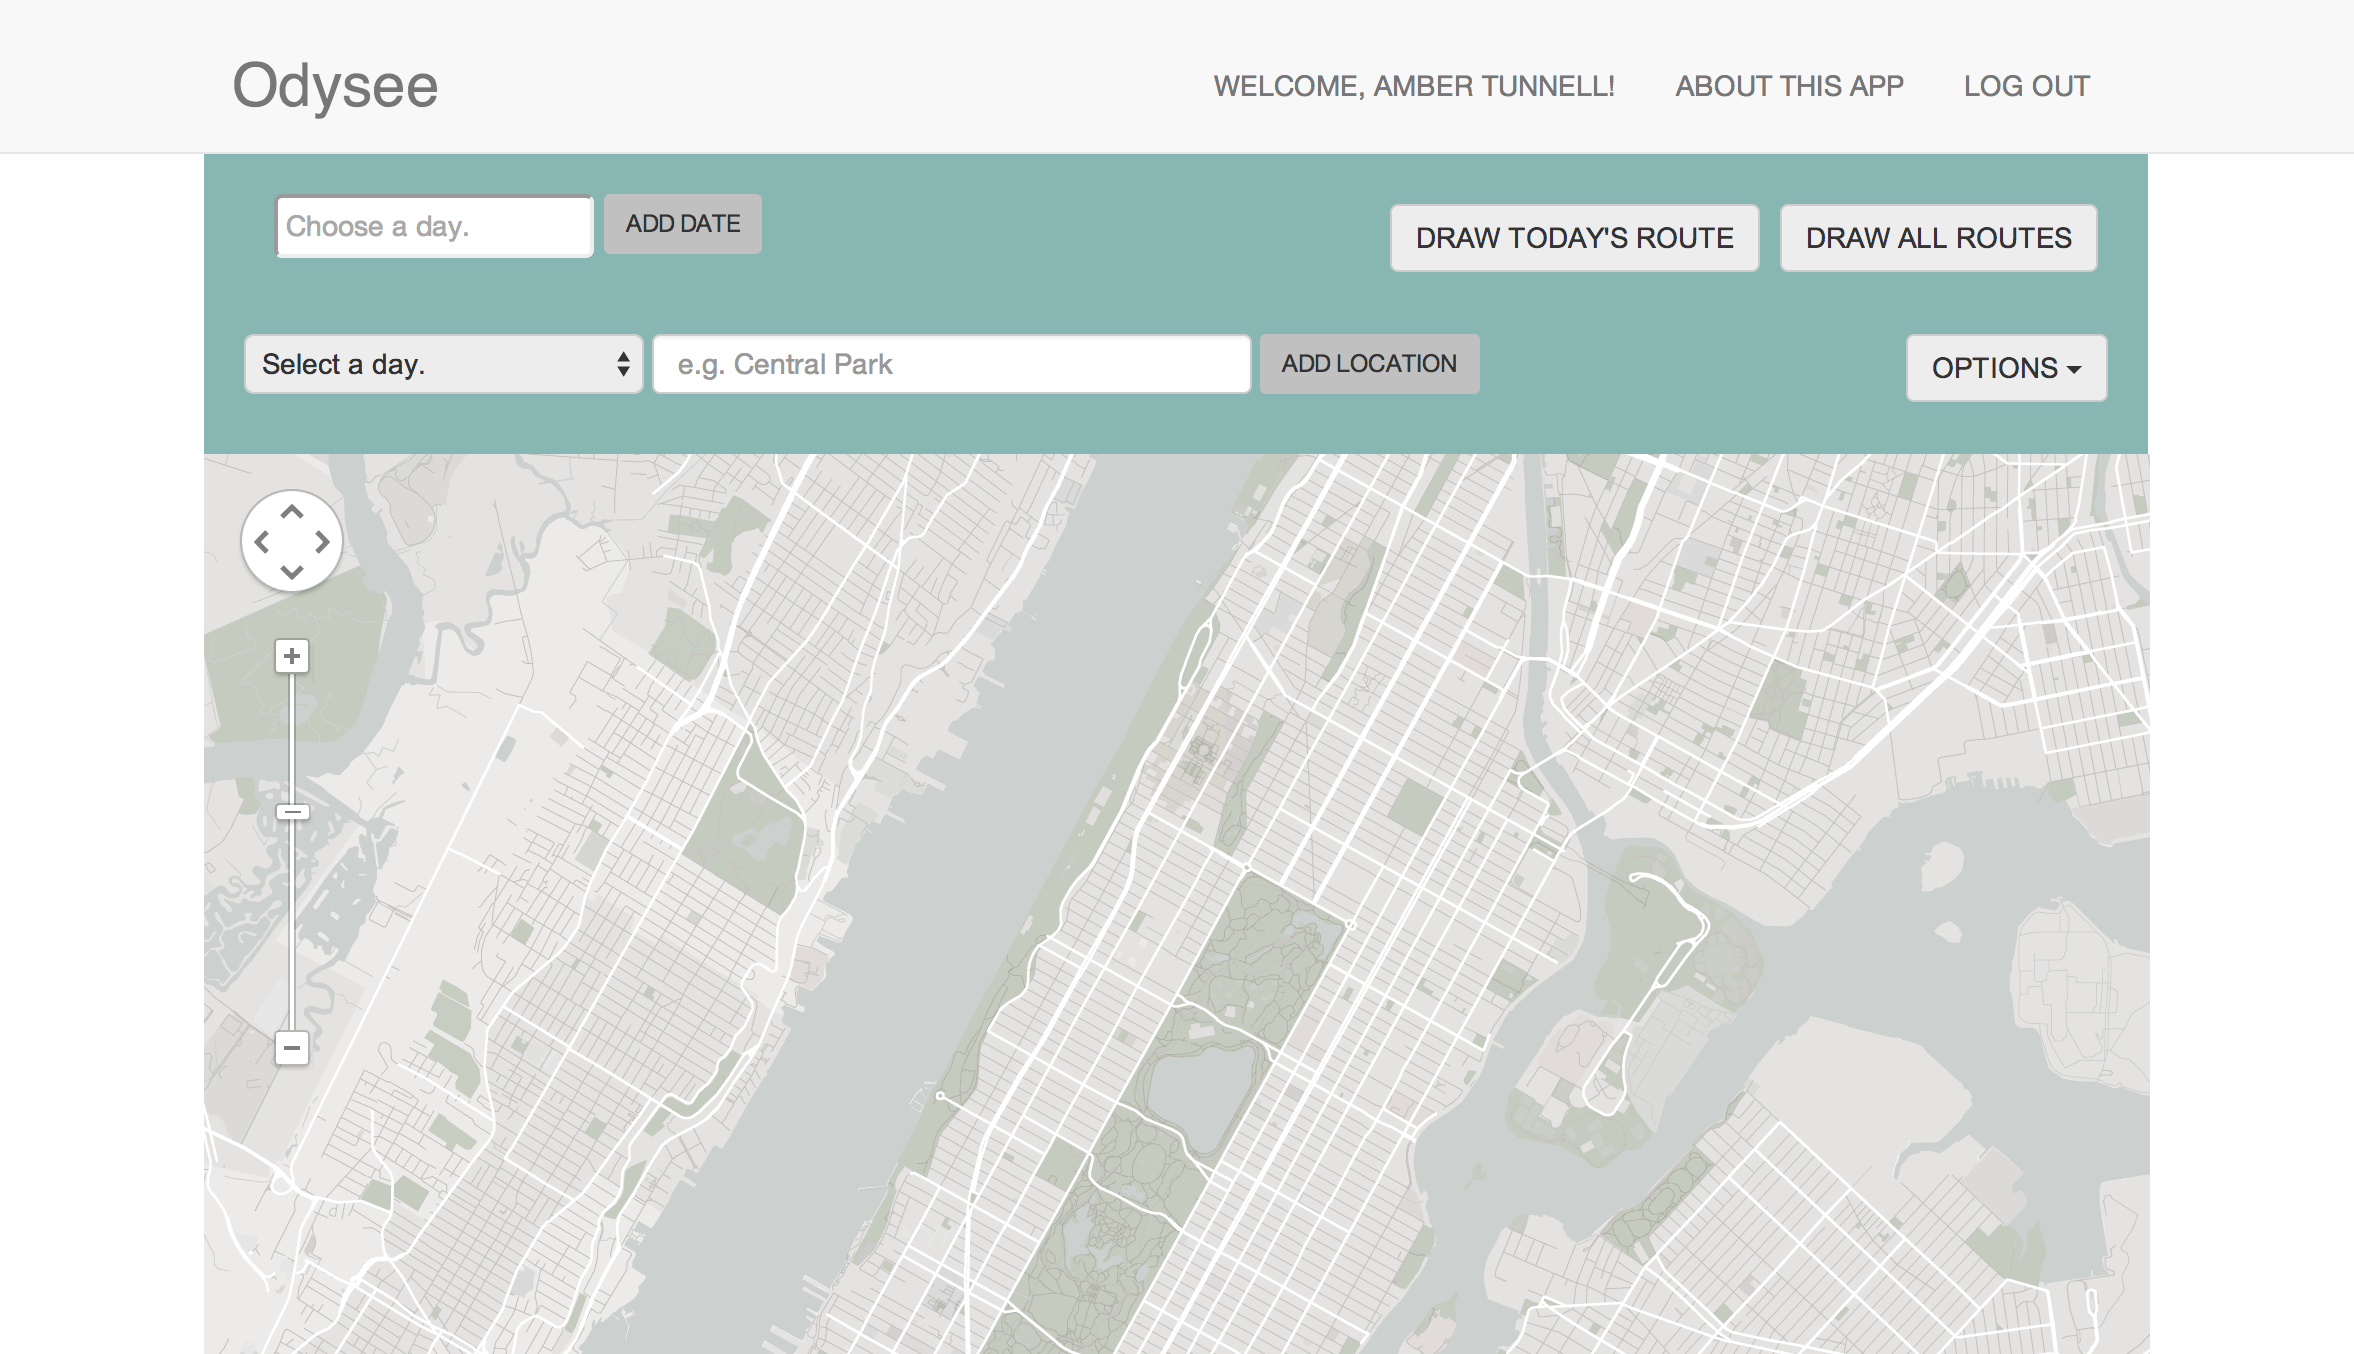 Odysee
WELCOME, AMBER TUNNELL!
ABOUT THIS APP
LOG OUT
Choose a day.
ADD DATE
DRAW TODAY'S ROUTE
DRAW ALL ROUTES
Select a day.
e.g. Central Park
ADD LOCATION
OPTIONS